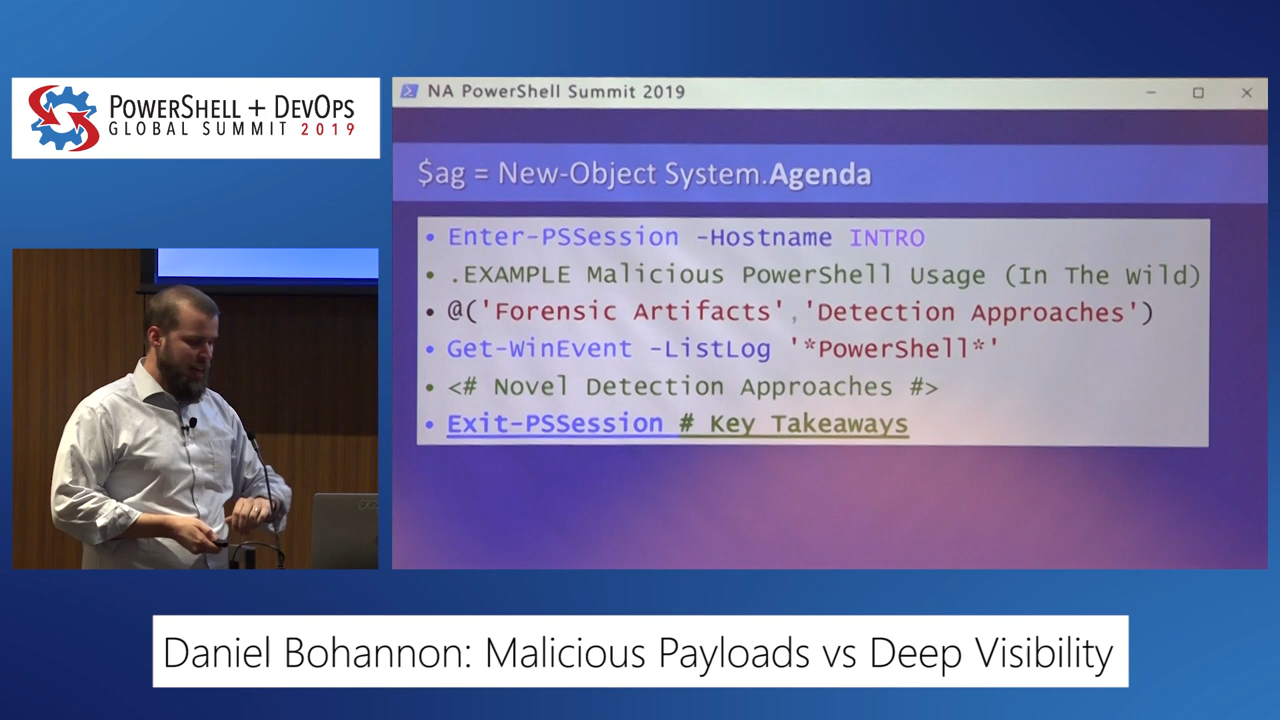 POWERSHELL + DEVOPS
GLOBAL SUMMIT 2019
NA PowerShell Summit 2019
$ag = New-Object System.Agenda
• Enter-PSSession -Hostname INTRO
• .EXAMPLE Malicious PowerShell Usage (In The Wild)
• @('Forensic Artifacts','Detection Approaches')
• Get-WinEvent -ListLog '*PowerShell*'
• <# Novel Detection Approaches #>
• Exit-PSSession # Key Takeaways
Daniel Bohannon: Malicious Payloads vs Deep Visibility